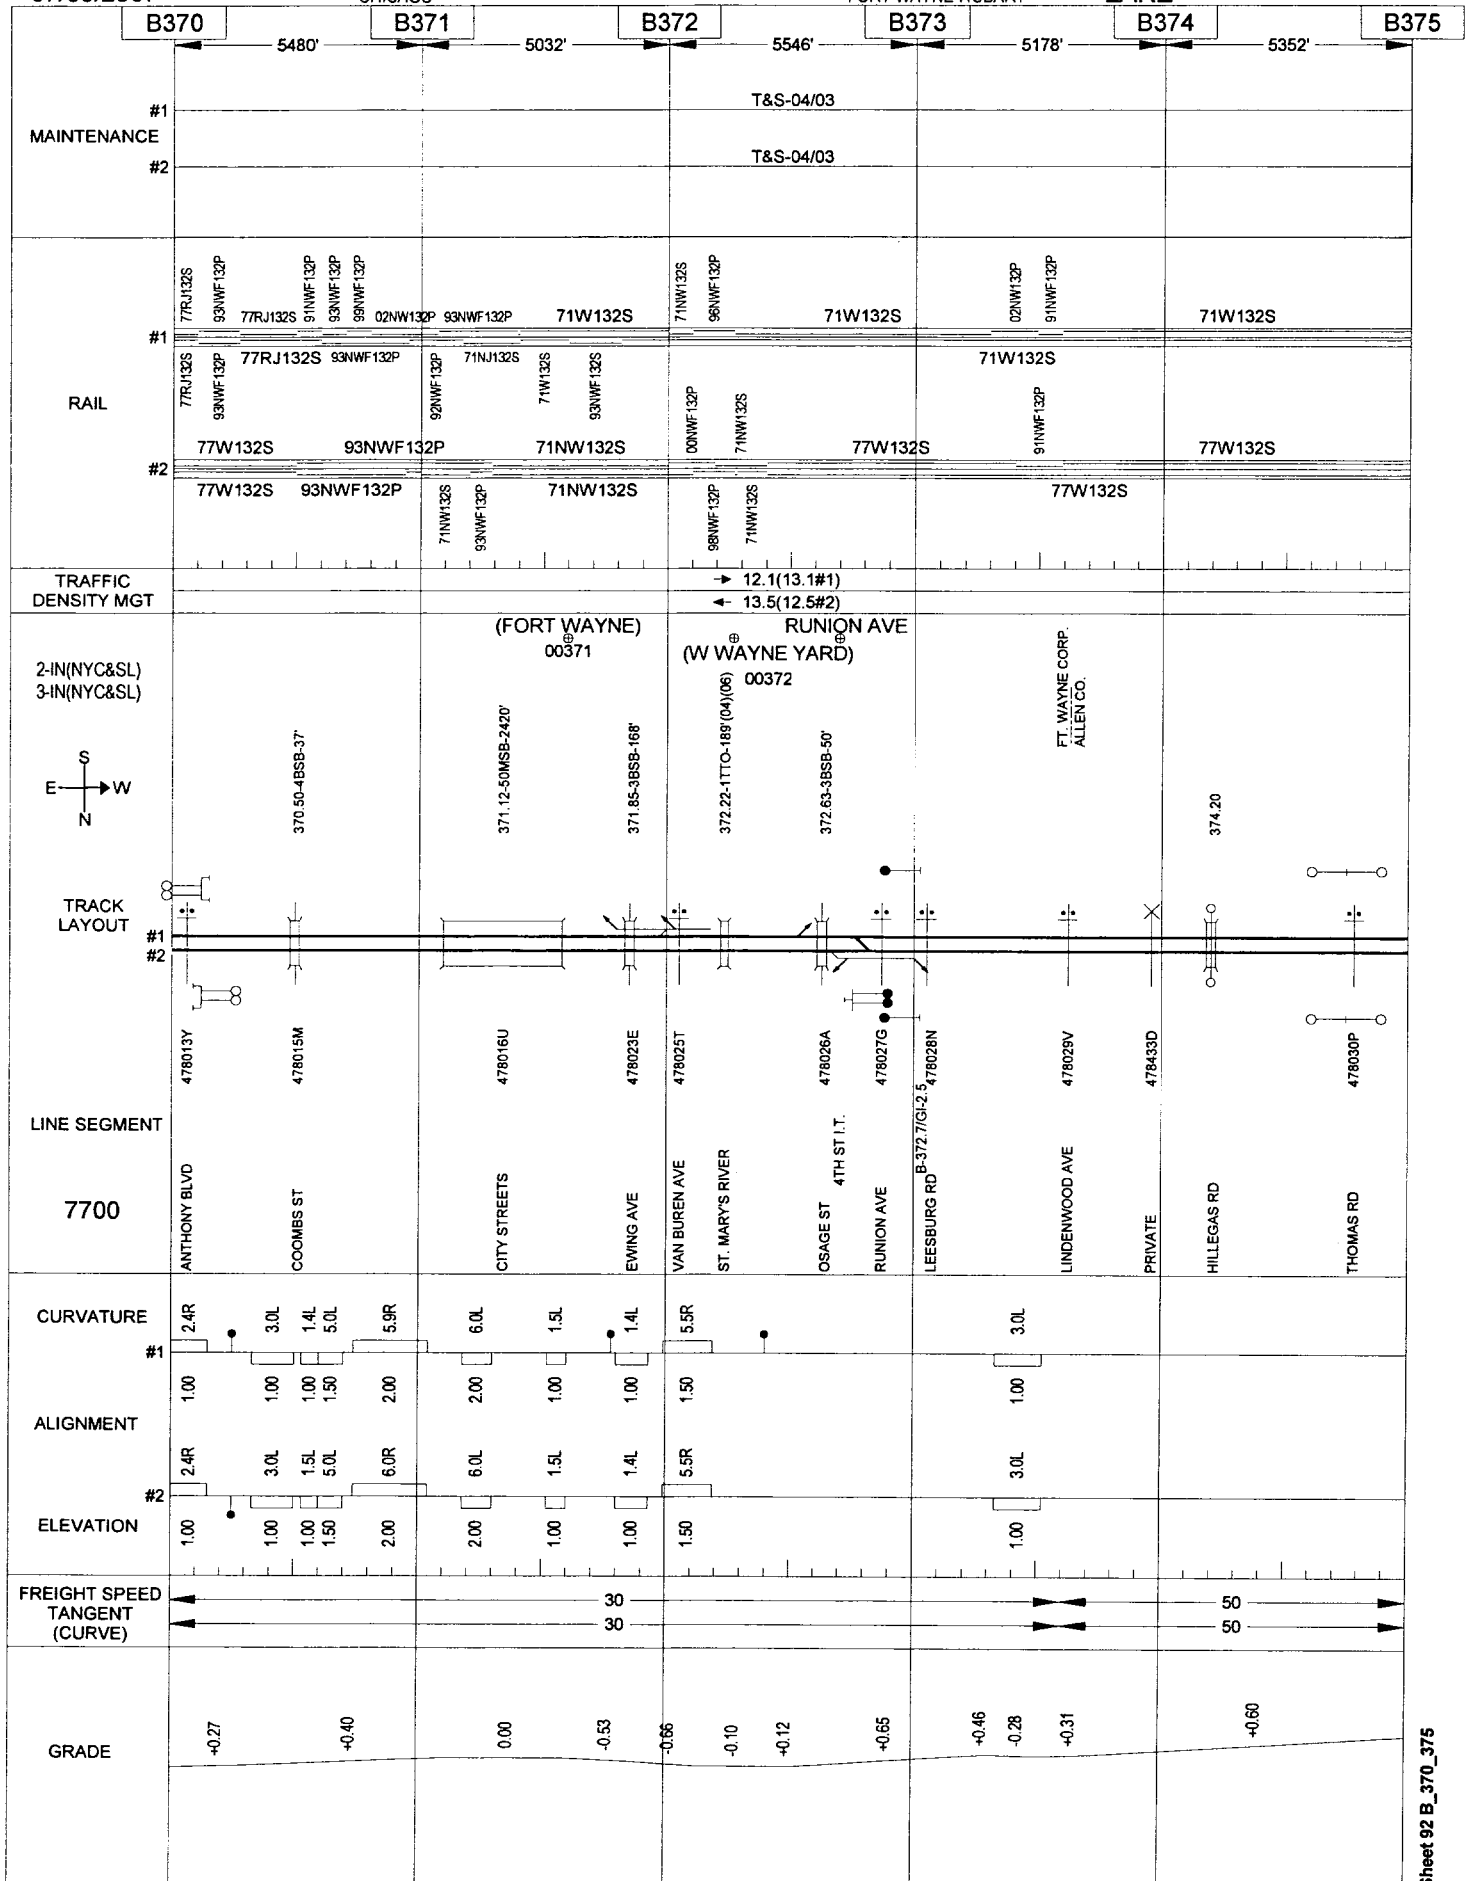 B370 B371 B372 B373 B374 B375
5480' 5032' 5546' 5178' 5352'
MAINTENANCE
#1
T&S-04/03
#2
T&S-04/03
RAIL
77RJ132S 93NWF132P 77RJ132S 91NWF132P 93NWF132P 99NWF132P 02NW132P 93NWF132P 71W132S 71NW132S 96NWF132P 71W132S 02NW132P 91NWF132P 71W132S
#1
77RJ132S 93NWF132P 77RJ132S 93NWF132P 92NWF132P 71NJ132S 71W132S 93NWF132S 71W132S
77W132S 93NWF132P 71NW132S 00NWF132P 71NW132S 77W132S 91NWF132P 77W132S
#2
77W132S 93NWF132P 71NW132S 93NWF132P 71NW132S 98NWF132P 71NW132S 77W132S
TRAFFIC
DENSITY MGT
12.1(13.1#1)
13.5(12.5#2)
2-IN(NYC&SL)
3-IN(NYC&SL)
(FORT WAYNE)
00371
RUNION AVE
(W WAYNE YARD)
00372
FT. WAYNE CORP.
ALLEN CO.
S
E W
N
370.50-4BSB-37'
371.12-50MSB-2420'
371.85-3BSB-168'
372.22-1TTO-189'(04)(06)
372.63-3BSB-50'
374.20
TRACK
LAYOUT
#1
#2
478013Y 478015M 478016U 478023E 478025T 478026A 478027G 478028N 478029V 478433D 478030P
LINE SEGMENT
7700
ANTHONY BLVD
COOMBS ST
CITY STREETS
EWING AVE
VAN BUREN AVE
ST. MARY'S RIVER
OSAGE ST
4TH ST I.T.
RUNION AVE
B-372.7/GI-2.5
LEESBURG RD
LINDENWOOD AVE
PRIVATE
HILLEGAS RD
THOMAS RD
CURVATURE
2.4R 3.0L 1.4L 5.0L 5.9R 6.0L 1.5L 1.4L 5.5R 3.0L
#1
1.00 1.00 1.00 1.50 2.00 2.00 1.00 1.00 1.50 1.00
ALIGNMENT
2.4R 3.0L 1.5L 5.0L 6.0R 6.0L 1.5L 1.4L 5.5R 3.0L
#2
ELEVATION
1.00 1.00 1.00 1.50 2.00 2.00 1.00 1.00 1.50 1.00
FREIGHT SPEED
TANGENT
(CURVE)
30 50
30 50
GRADE
+0.27 +0.40 0.00 -0.53 -0.66 -0.10 +0.12 +0.65 +0.46 -0.28 +0.31 +0.60
Sheet 92 B_370_375